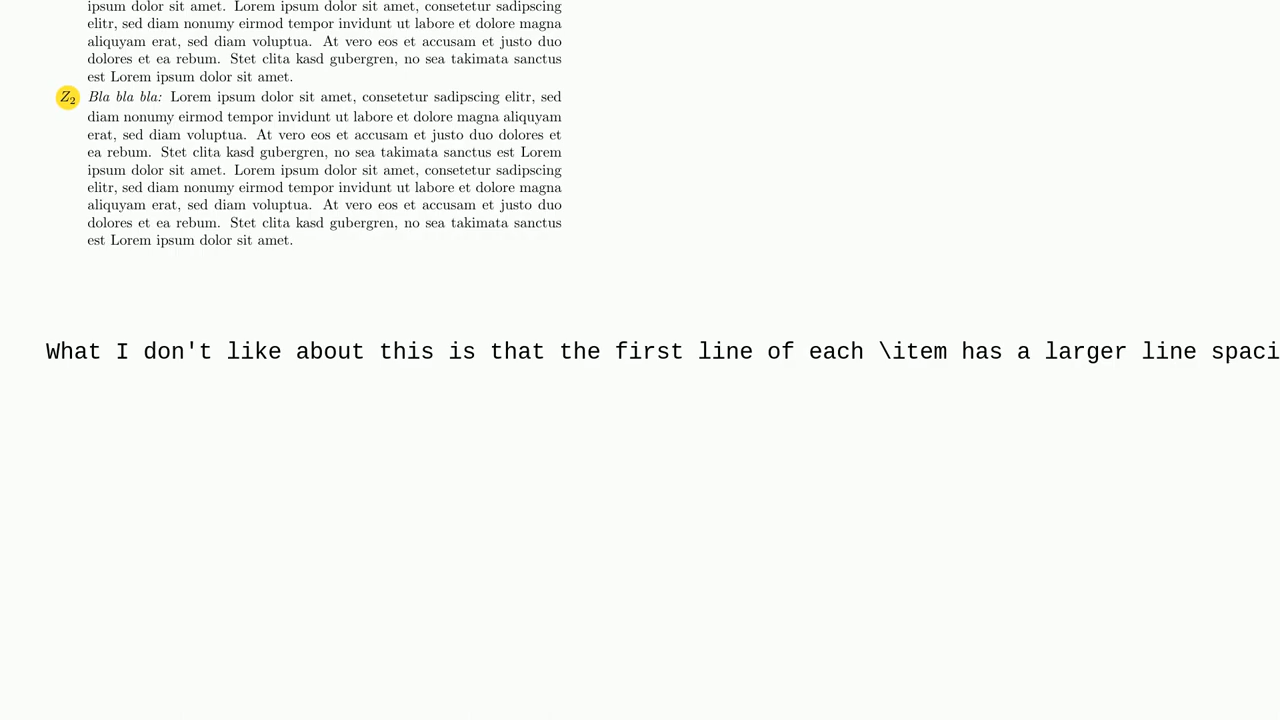 ipsum dolor sit amet. Lorem ipsum dolor sit amet, consetetur sadipscing
elitr, sed diam nonumy eirmod tempor invidunt ut labore et dolore magna
aliquyam erat, sed diam voluptua. At vero eos et accusam et justo duo
dolores et ea rebum. Stet clita kasd gubergren, no sea takimata sanctus
est Lorem ipsum dolor sit amet.
Z2 Bla bla bla: Lorem ipsum dolor sit amet, consetetur sadipscing elitr, sed
diam nonumy eirmod tempor invidunt ut labore et dolore magna aliquyam
erat, sed diam voluptua. At vero eos et accusam et justo duo dolores et
ea rebum. Stet clita kasd gubergren, no sea takimata sanctus est Lorem
ipsum dolor sit amet. Lorem ipsum dolor sit amet, consetetur sadipscing
elitr, sed diam nonumy eirmod tempor invidunt ut labore et dolore magna
aliquyam erat, sed diam voluptua. At vero eos et accusam et justo duo
dolores et ea rebum. Stet clita kasd gubergren, no sea takimata sanctus
est Lorem ipsum dolor sit amet.
What I don't like about this is that the first line of each \item has a larger line spaci